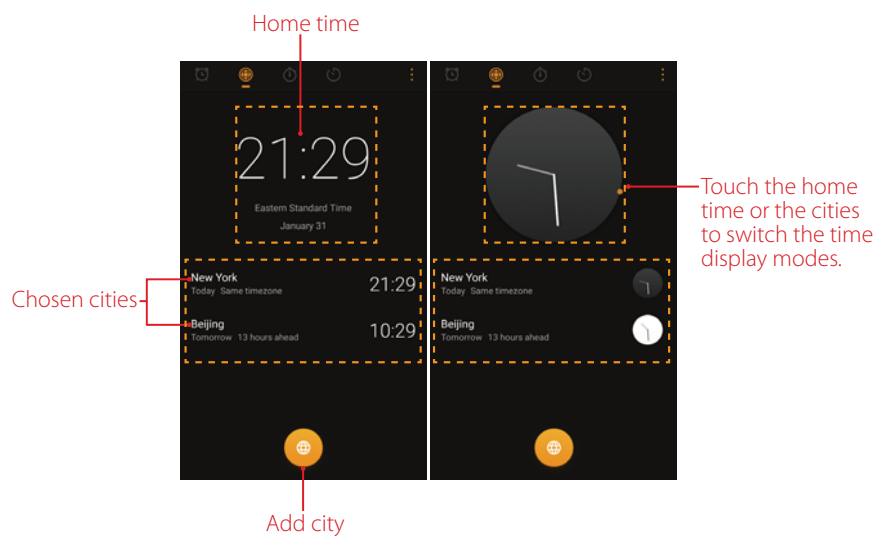 Home time
21:29
Eastern Standard Time
January 31
New York
Today Same timezone
21:29
Beijing
Tomorrow 13 hours ahead
10:29
Chosen cities
Add city
New York
Today Same timezone
Beijing
Tomorrow 13 hours ahead
Touch the home
time or the cities
to switch the time
display modes.